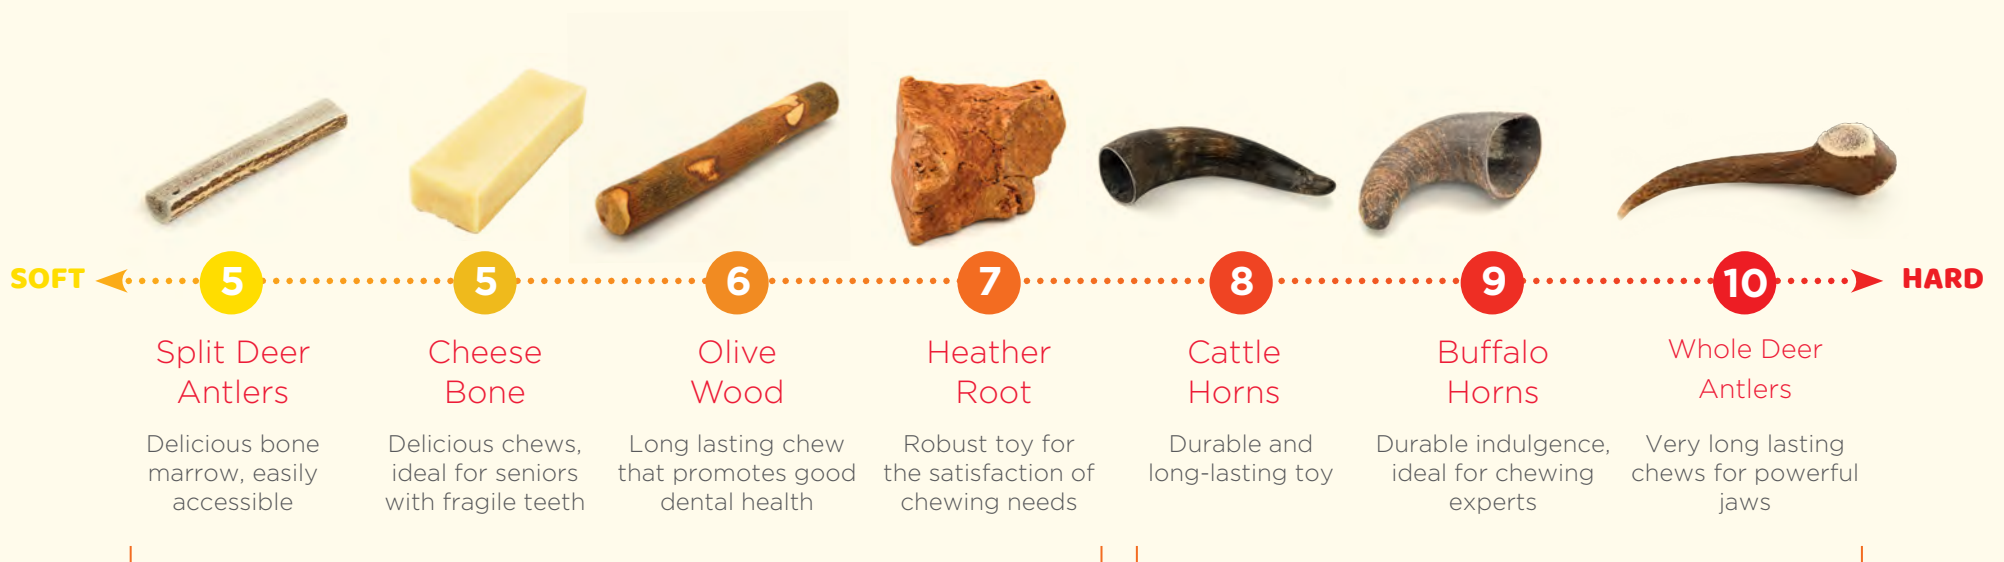 SOFT
5
5
6
7
8
9
10
HARD
Split Deer
Antlers
Cheese
Bone
Olive
Wood
Heather
Root
Cattle
Horns
Buffalo
Horns
Whole Deer
Antlers
Delicious bone
marrow, easily
accessible
Delicious chews,
ideal for seniors
with fragile teeth
Long lasting chew
that promotes good
dental health
Robust toy for
the satisfaction of
chewing needs
Durable and
long-lasting toy
Durable indulgence,
ideal for chewing
experts
Very long lasting
chews for powerful
jaws